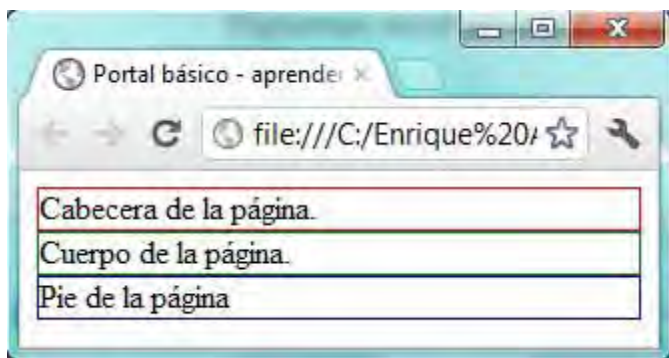 Portal básico - aprende
file:///C:/Enrique%20
Cabecera de la página.
Cuerpo de la página.
Pie de la página